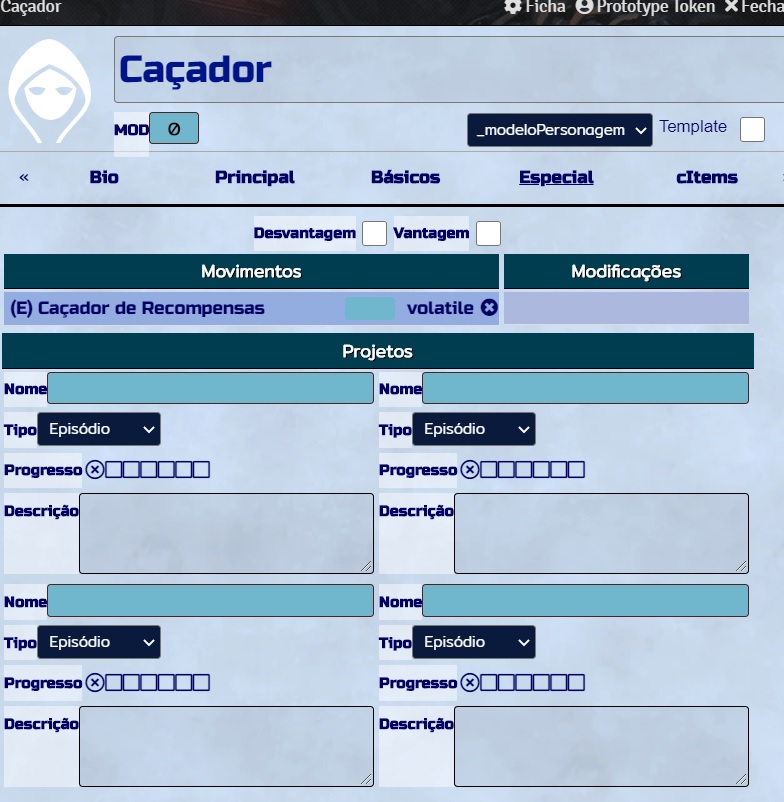 Caçador Ficha Prototype Token Fecha
Caçador
MOD 0 _modeloPersonagem Template
« Bio Principal Básicos Especial cItems
Desvantagem Vantagem
Movimentos Modificações
(E) Caçador de Recompensas volatile
Projetos
Nome Nome
Tipo Episódio Tipo Episódio
Progresso Progresso
Descrição Descrição
Nome Nome
Tipo Episódio Tipo Episódio
Progresso Progresso
Descrição Descrição